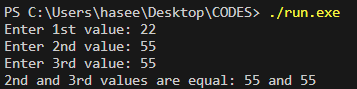 PS C:\Users\hasee\Desktop\CODES> ./run.exe
Enter 1st value: 22
Enter 2nd value: 55
Enter 3rd value: 55
2nd and 3rd values are equal: 55 and 55